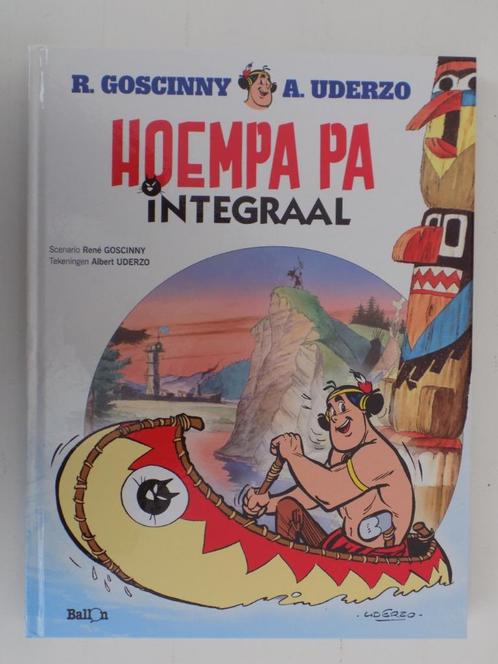 R. GOSCINNY A. UDERZO
HOEMPA PA
INTEGRAAL
Scenario René GOSCINNY
Tekeningen Albert UDERZO
·UDERZO·
Ballon